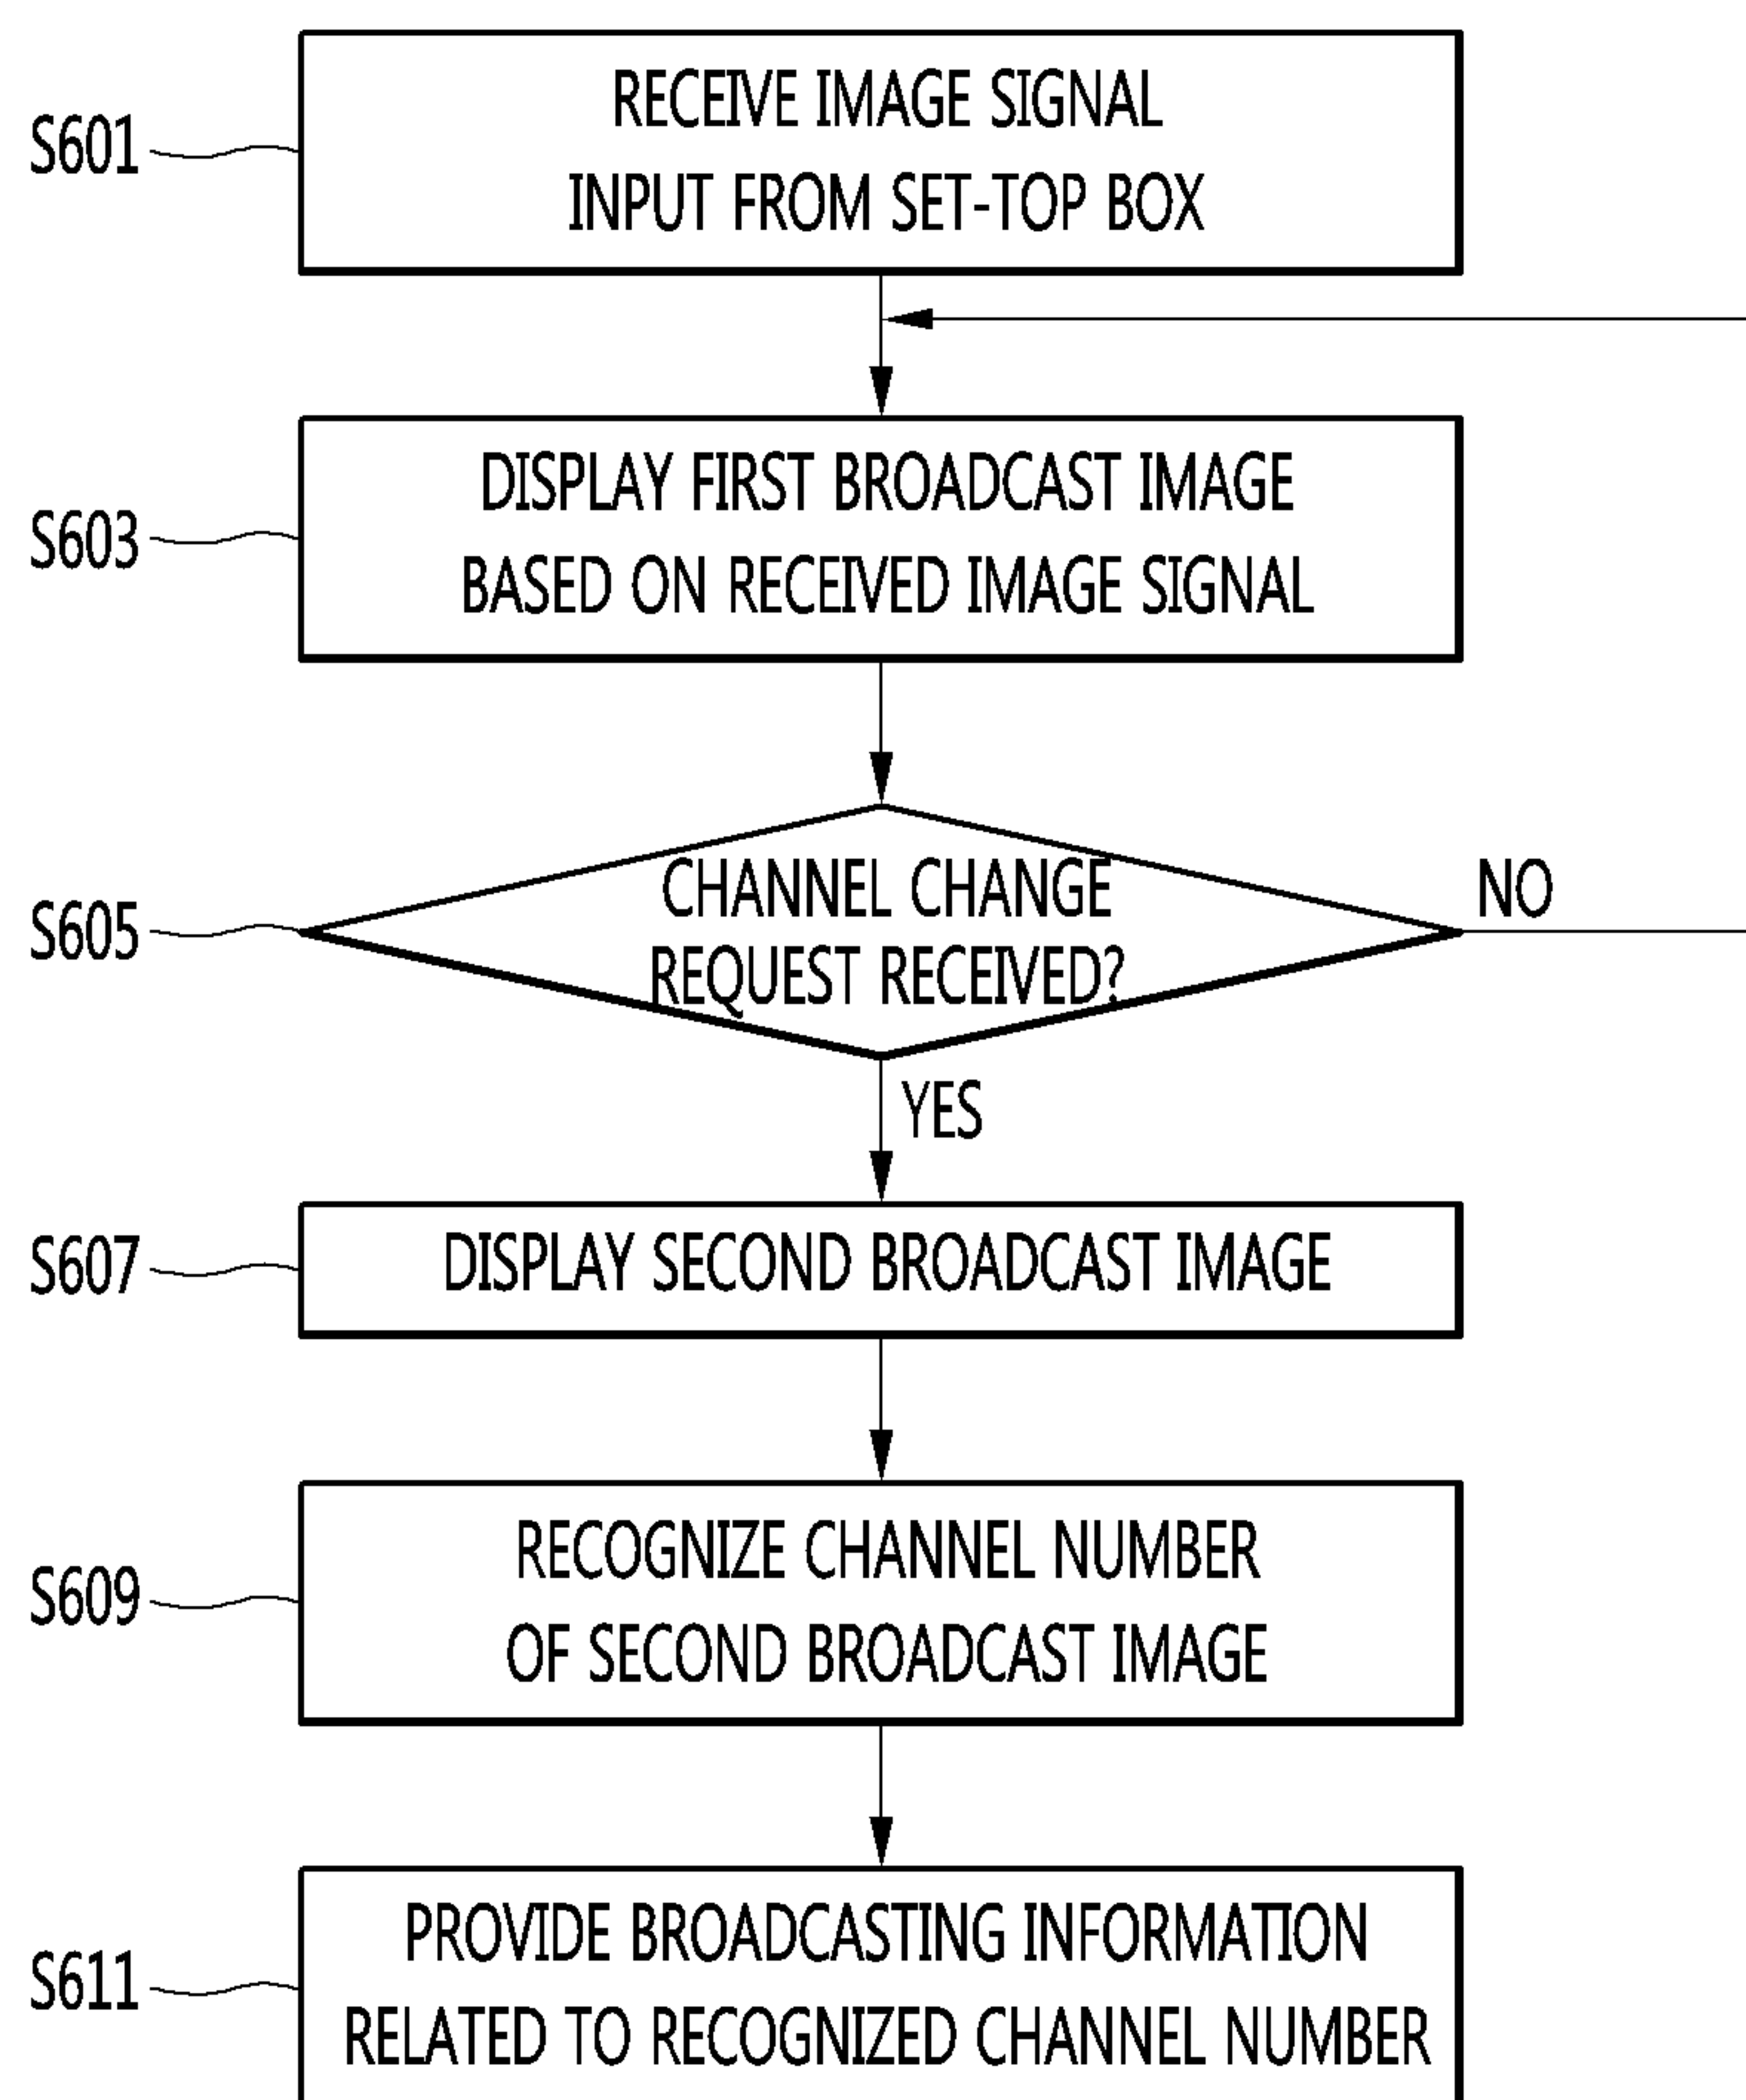 S601
RECEIVE IMAGE SIGNAL
INPUT FROM SET-TOP BOX
S603
DISPLAY FIRST BROADCAST IMAGE
BASED ON RECEIVED IMAGE SIGNAL
S605
CHANNEL CHANGE
REQUEST RECEIVED?
NO
YES
S607
DISPLAY SECOND BROADCAST IMAGE
S609
RECOGNIZE CHANNEL NUMBER
OF SECOND BROADCAST IMAGE
S611
PROVIDE BROADCASTING INFORMATION
RELATED TO RECOGNIZED CHANNEL NUMBER